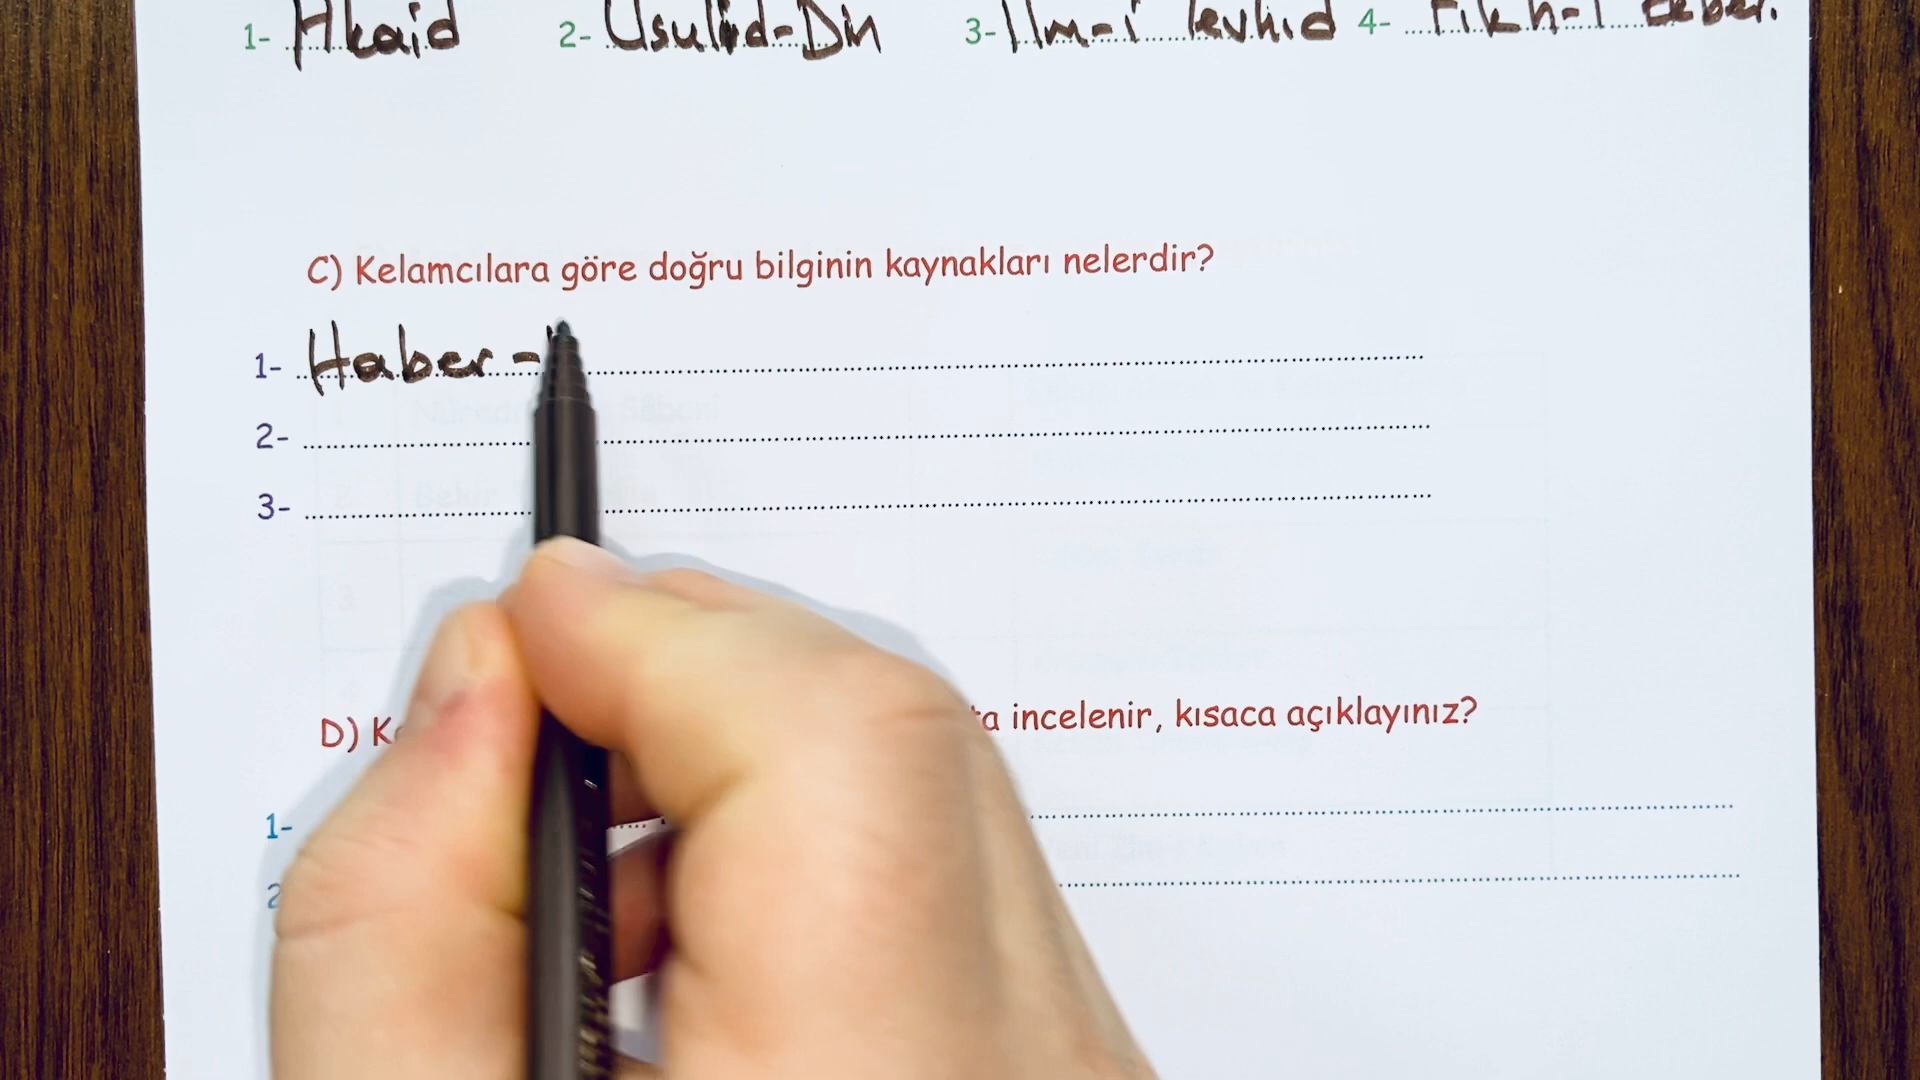 1- Akaid 2- Usulüd-Din 3- İlm-i Tevhid 4- Fıkh-ı Ekber.
C) Kelamcılara göre doğru bilginin kaynakları nelerdir?
1- Haber -
2-
3-
D) incelenir, kısaca açıklayınız?
1-
2